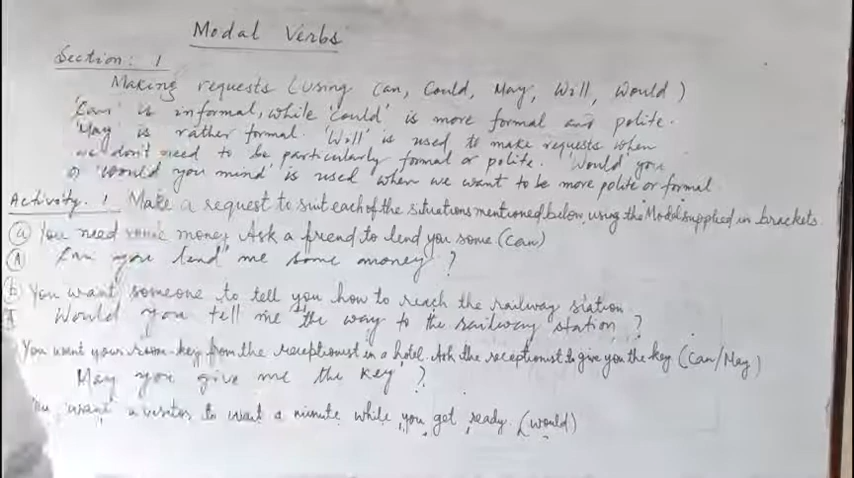 Modal Verbs
Section: 1
Making requests (using Can, Could, May, Will, Would)
'Can' is informal, while 'could' is more formal and polite.
'May' is rather formal. 'Will' is used to make requests when
we don't need to be particularly formal or polite. 'Would' you
or 'would you mind' is used when we want to be more polite or formal
Activity. 1 Make a request to suit each of the situations mentioned below, using the Modal supplied in brackets.
(a) You need some money. Ask a friend to lend you some (can)
(A) Can you lend me some money?
(b) You want someone to tell you how to reach the railway station.
A Would you tell me the way to the railway station?
You want your room-key from the receptionist in a hotel. Ask the receptionist to give you the key (can/May)
May you give me the key?
want a visitor to wait a minute while you get ready. (would)